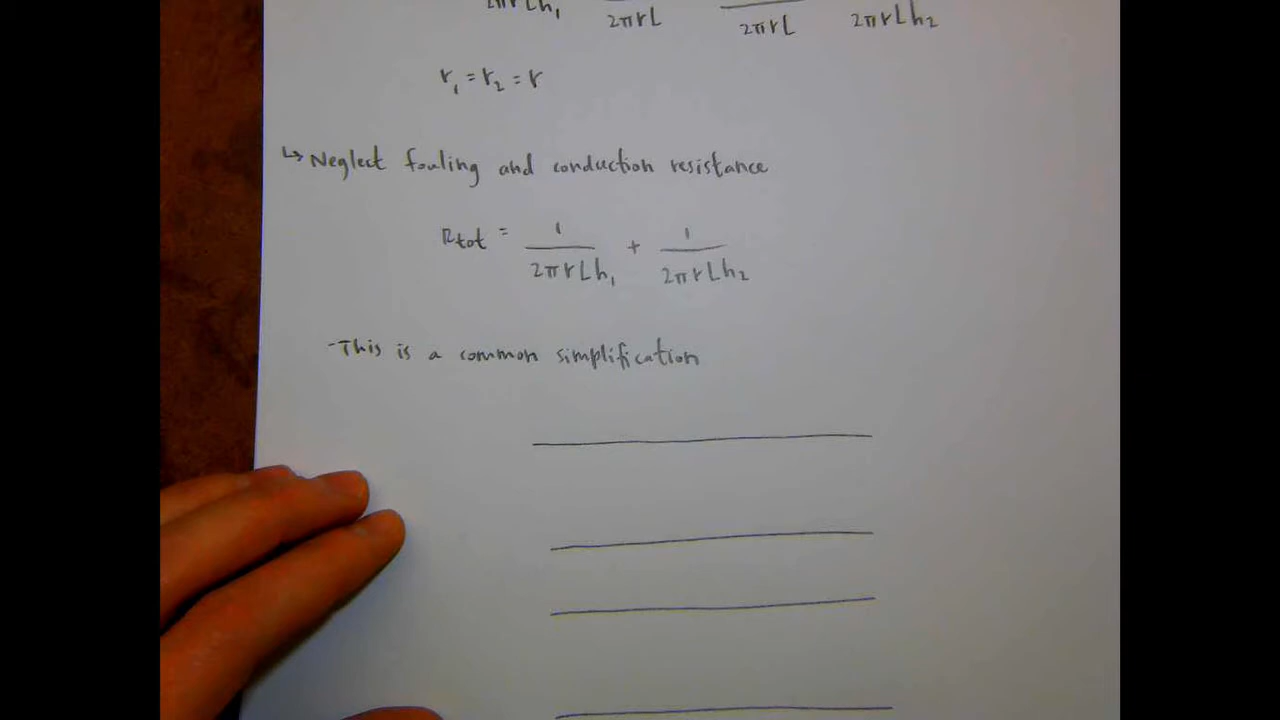 2πrLh₁ 2πrL 2πrL 2πrLh₂
r₁ = r₂ = r
↳ Neglect fouling and conduction resistance
Rtot = 1/2πrLh₁ + 1/2πrLh₂
-This is a common simplification